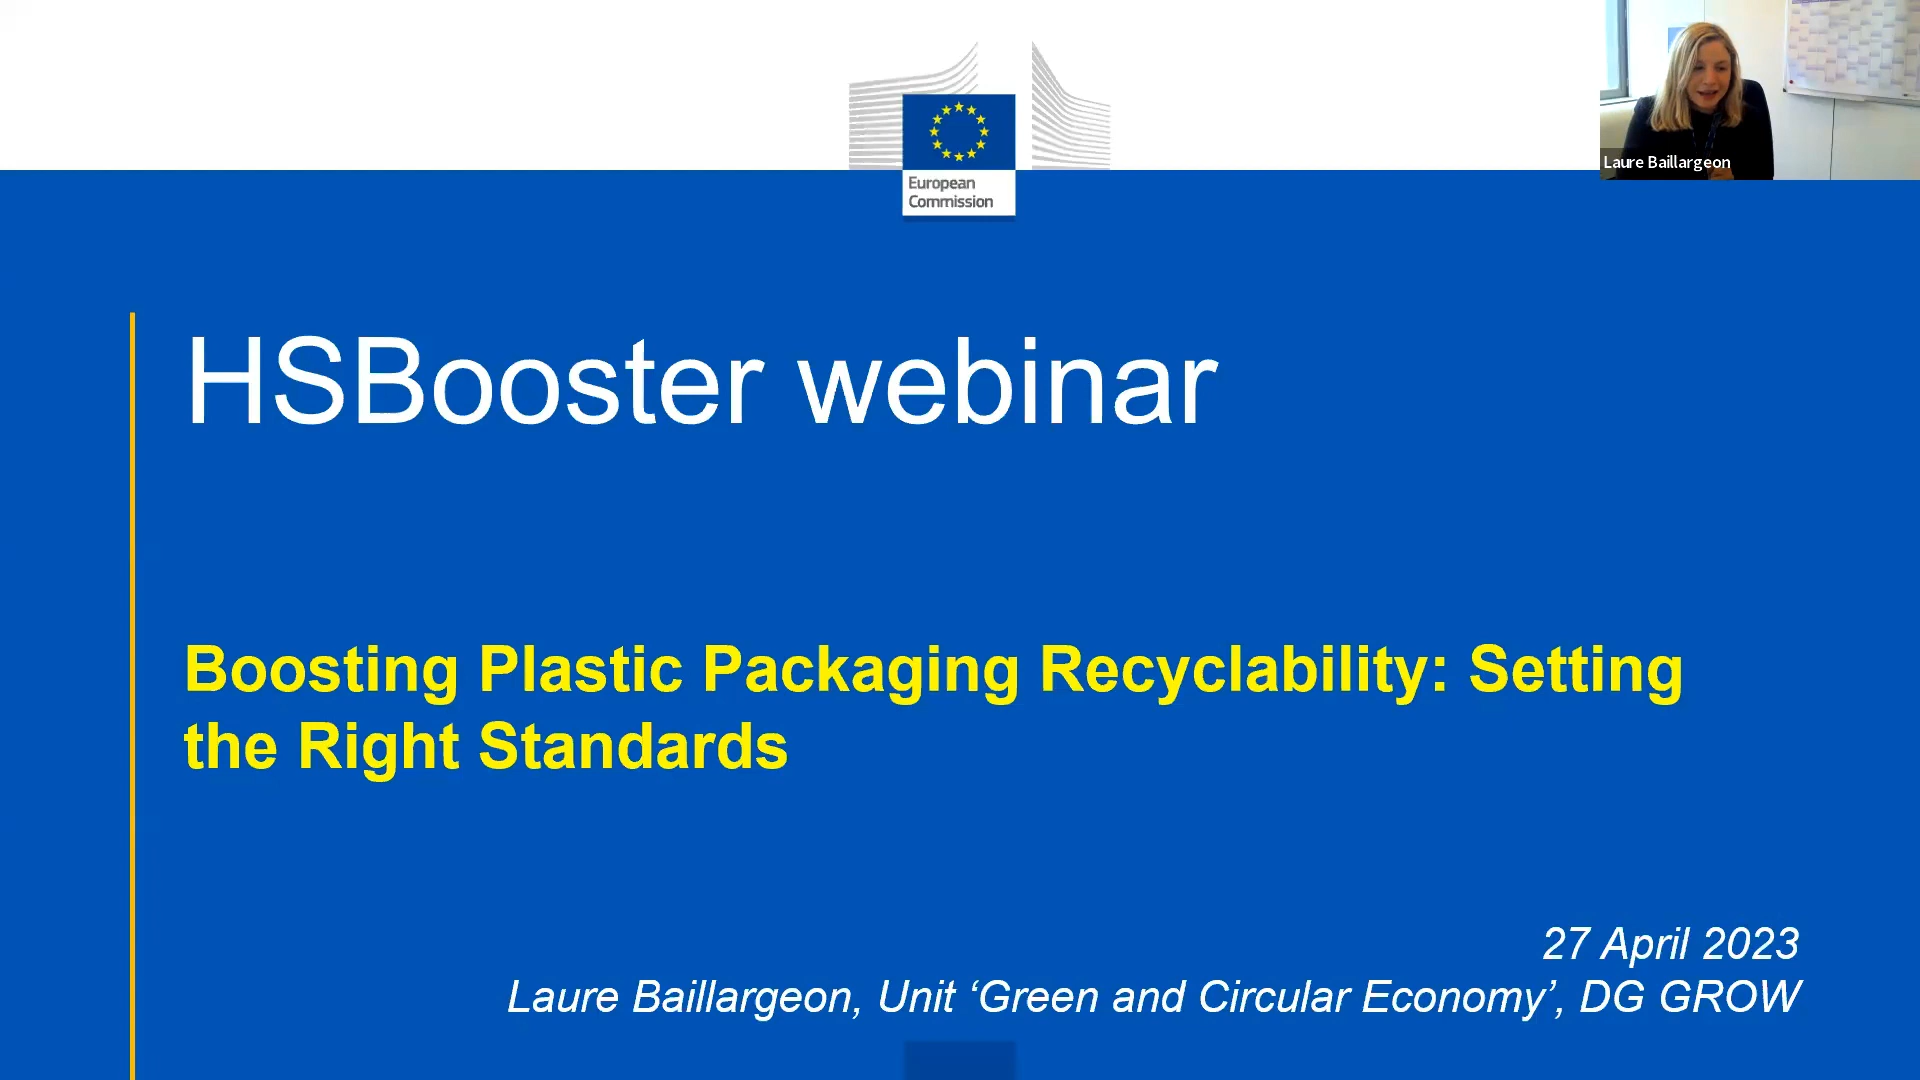 European
Commission
Laure Baillargeon
HSBooster webinar
Boosting Plastic Packaging Recyclability: Setting
the Right Standards
27 April 2023
Laure Baillargeon, Unit ‘Green and Circular Economy’, DG GROW